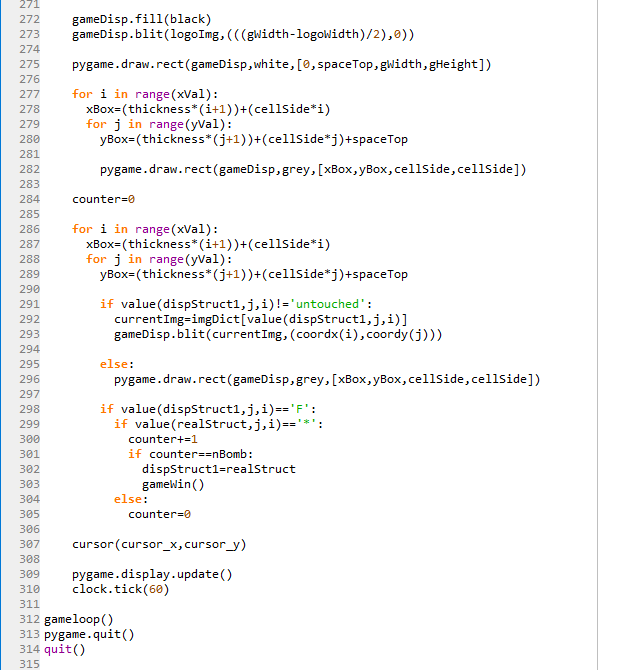 271
272 gameDisp.fill(black)
273 gameDisp.blit(logoImg,(((gWidth-logoWidth)/2),0))
274
275 pygame.draw.rect(gameDisp,white,[0,spaceTop,gWidth,gHeight])
276
277 for i in range(xVal):
278 xBox=(thickness*(i+1))+(cellSide*i)
279 for j in range(yVal):
280 yBox=(thickness*(j+1))+(cellSide*j)+spaceTop
281
282 pygame.draw.rect(gameDisp,grey,[xBox,yBox,cellSide,cellSide])
283
284 counter=0
285
286 for i in range(xVal):
287 xBox=(thickness*(i+1))+(cellSide*i)
288 for j in range(yVal):
289 yBox=(thickness*(j+1))+(cellSide*j)+spaceTop
290
291 if value(dispStruct1,j,i)!='untouched':
292 currentImg=imgDict[value(dispStruct1,j,i)]
293 gameDisp.blit(currentImg,(coordx(i),coordy(j)))
294
295 else:
296 pygame.draw.rect(gameDisp,grey,[xBox,yBox,cellSide,cellSide])
297
298 if value(dispStruct1,j,i)=='F':
299 if value(realStruct,j,i)=='*':
300 counter+=1
301 if counter==nBomb:
302 dispStruct1=realStruct
303 gameWin()
304 else:
305 counter=0
306
307 cursor(cursor_x,cursor_y)
308
309 pygame.display.update()
310 clock.tick(60)
311
312 gameloop()
313 pygame.quit()
314 quit()
315